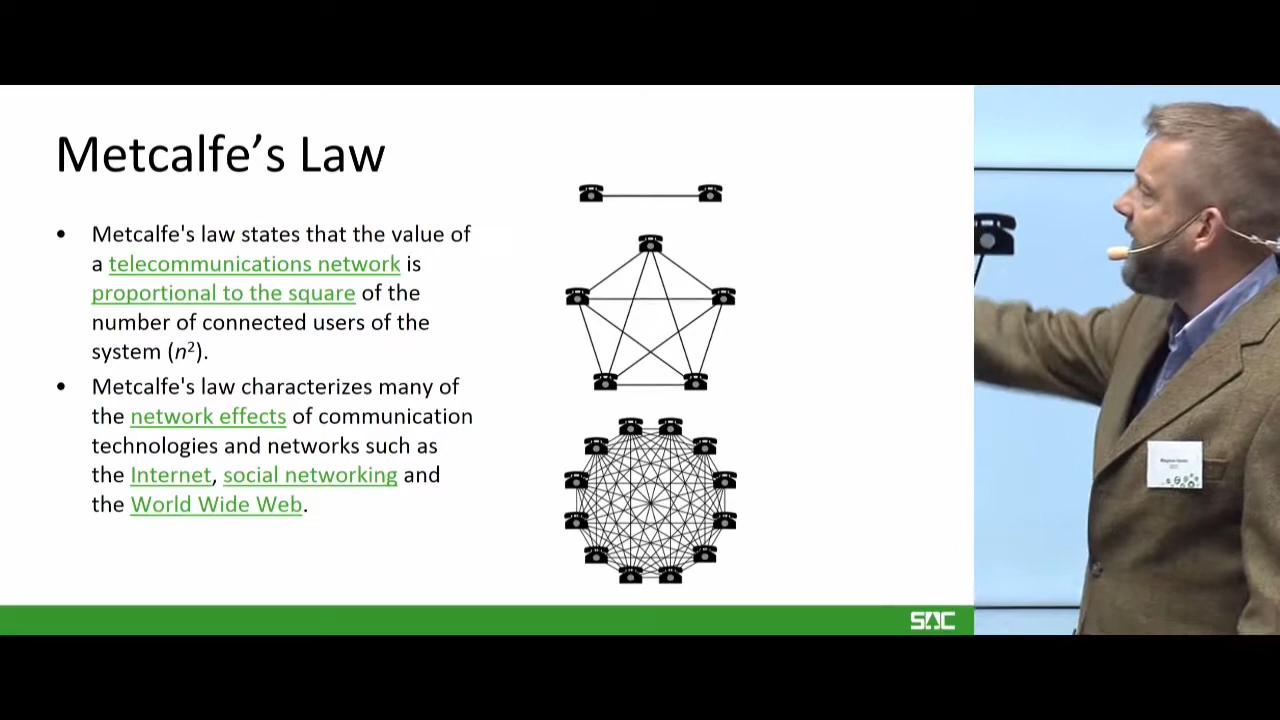 Metcalfe's Law
• Metcalfe's law states that the value of
a telecommunications network is
proportional to the square of the
number of connected users of the
system (n²).
• Metcalfe's law characterizes many of
the network effects of communication
technologies and networks such as
the Internet, social networking and
the World Wide Web.